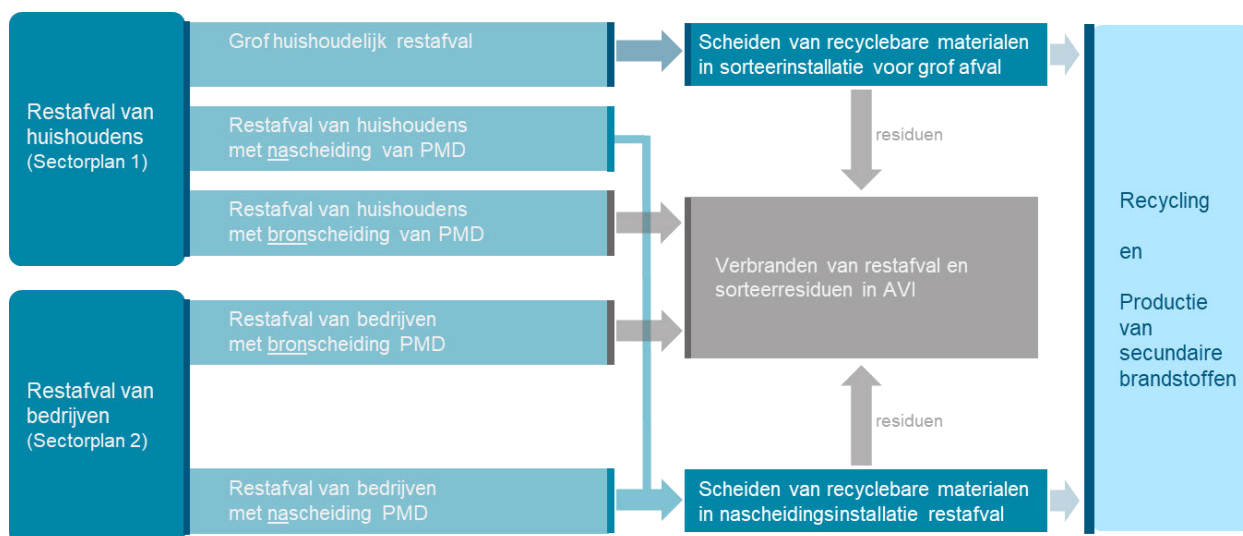 Restafval van
huishoudens
(Sectorplan 1)
Grof huishoudelijk restafval
Restafval van huishoudens
met nascheiding van PMD
Restafval van huishoudens
met bronscheiding van PMD
Scheiden van recyclebare materialen
in sorteerinstallatie voor grof afval
residuen
Verbranden van restafval en
sorteerresiduen in AVI
Restafval van
bedrijven
(Sectorplan 2)
Restafval van bedrijven
met bronscheiding PMD
Restafval van bedrijven
met nascheiding PMD
residuen
Scheiden van recyclebare materialen
in nascheidingsinstallatie restafval
Recycling
en
Productie
van
secundaire
brandstoffen